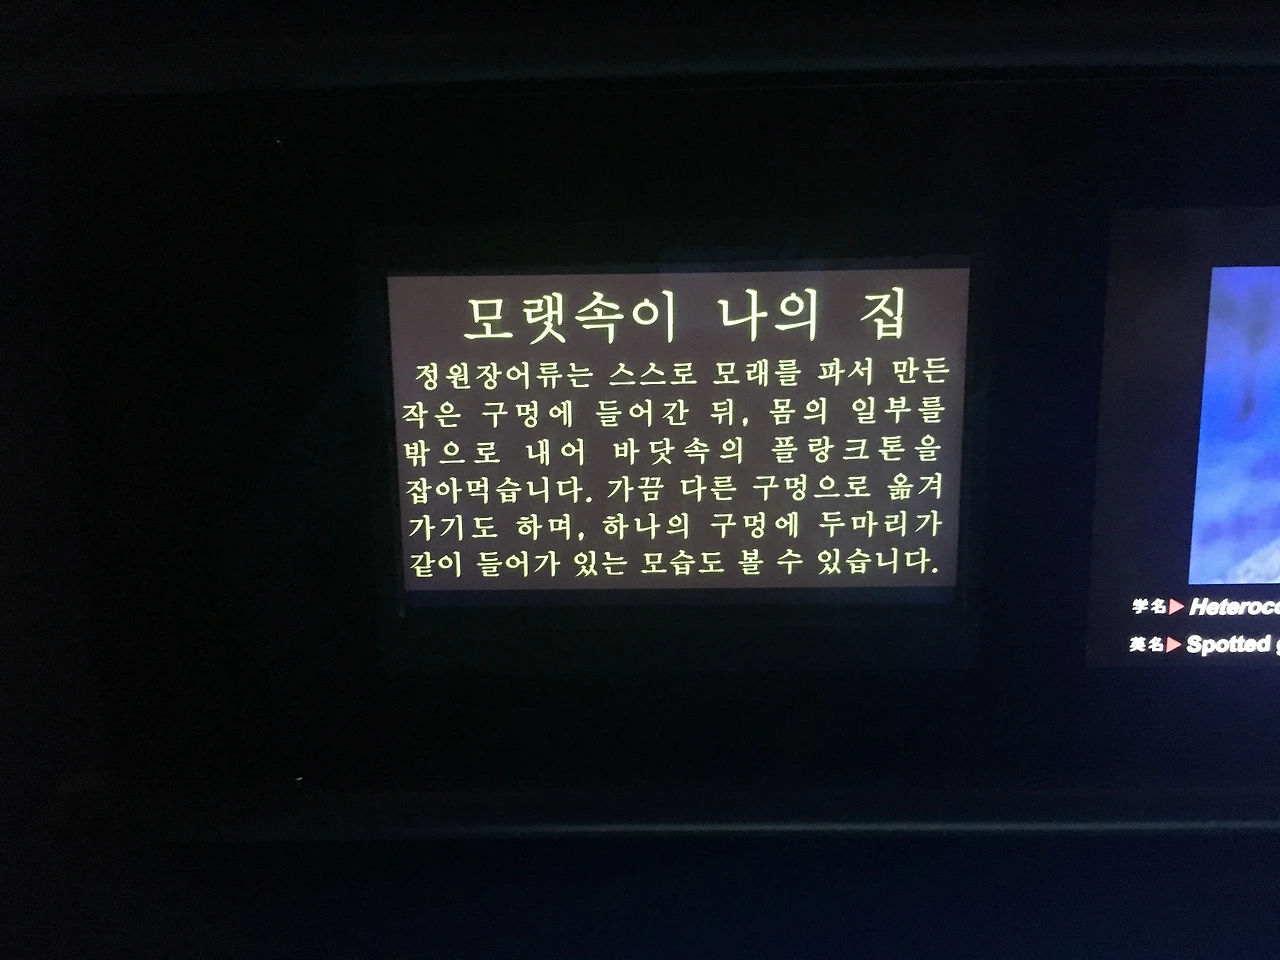 모랫속이 나의 집
정원장어류는 스스로 모래를 파서 만든
작은 구멍에 들어간 뒤, 몸의 일부를
밖으로 내어 바닷속의 플랑크톤을
잡아먹습니다. 가끔 다른 구멍으로 옮겨
가기도 하며, 하나의 구멍에 두마리가
같이 들어가 있는 모습도 볼 수 있습니다.
学名▶
英名▶Spotted